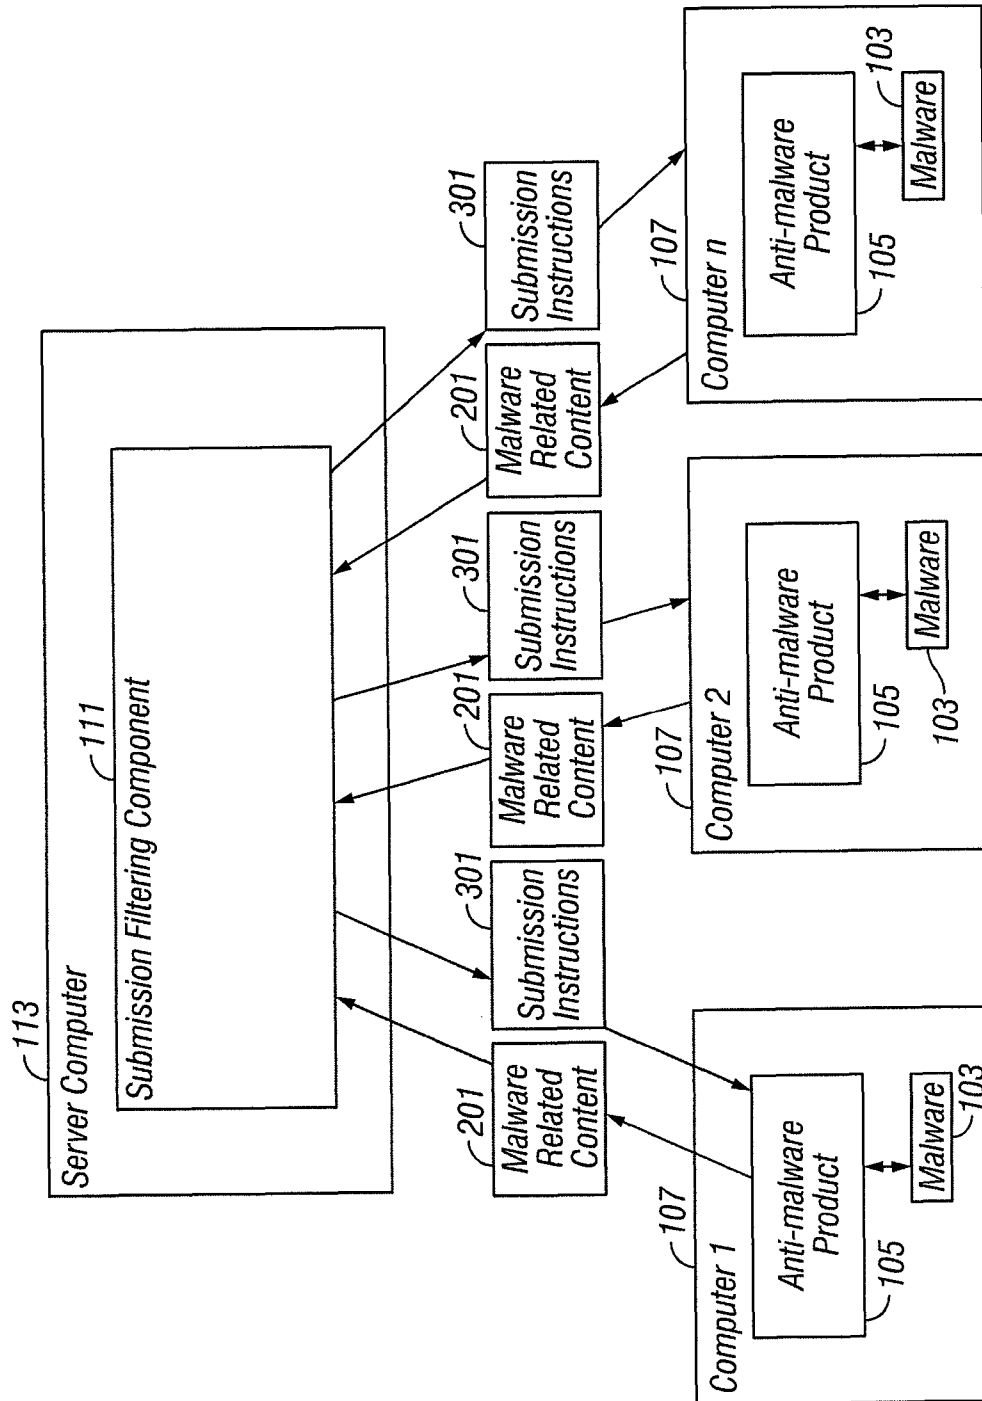 113
Server Computer
111
Submission Filtering Component
201
Malware
Related
Content
301
Submission
Instructions
201
Malware
Related
Content
301
Submission
Instructions
201
Malware
Related
Content
301
Submission
Instructions
107
Computer 1
Anti-malware
Product
105
Malware
103
107
Computer 2
Anti-malware
Product
105
Malware
103
107
Computer n
Anti-malware
Product
105
Malware
103